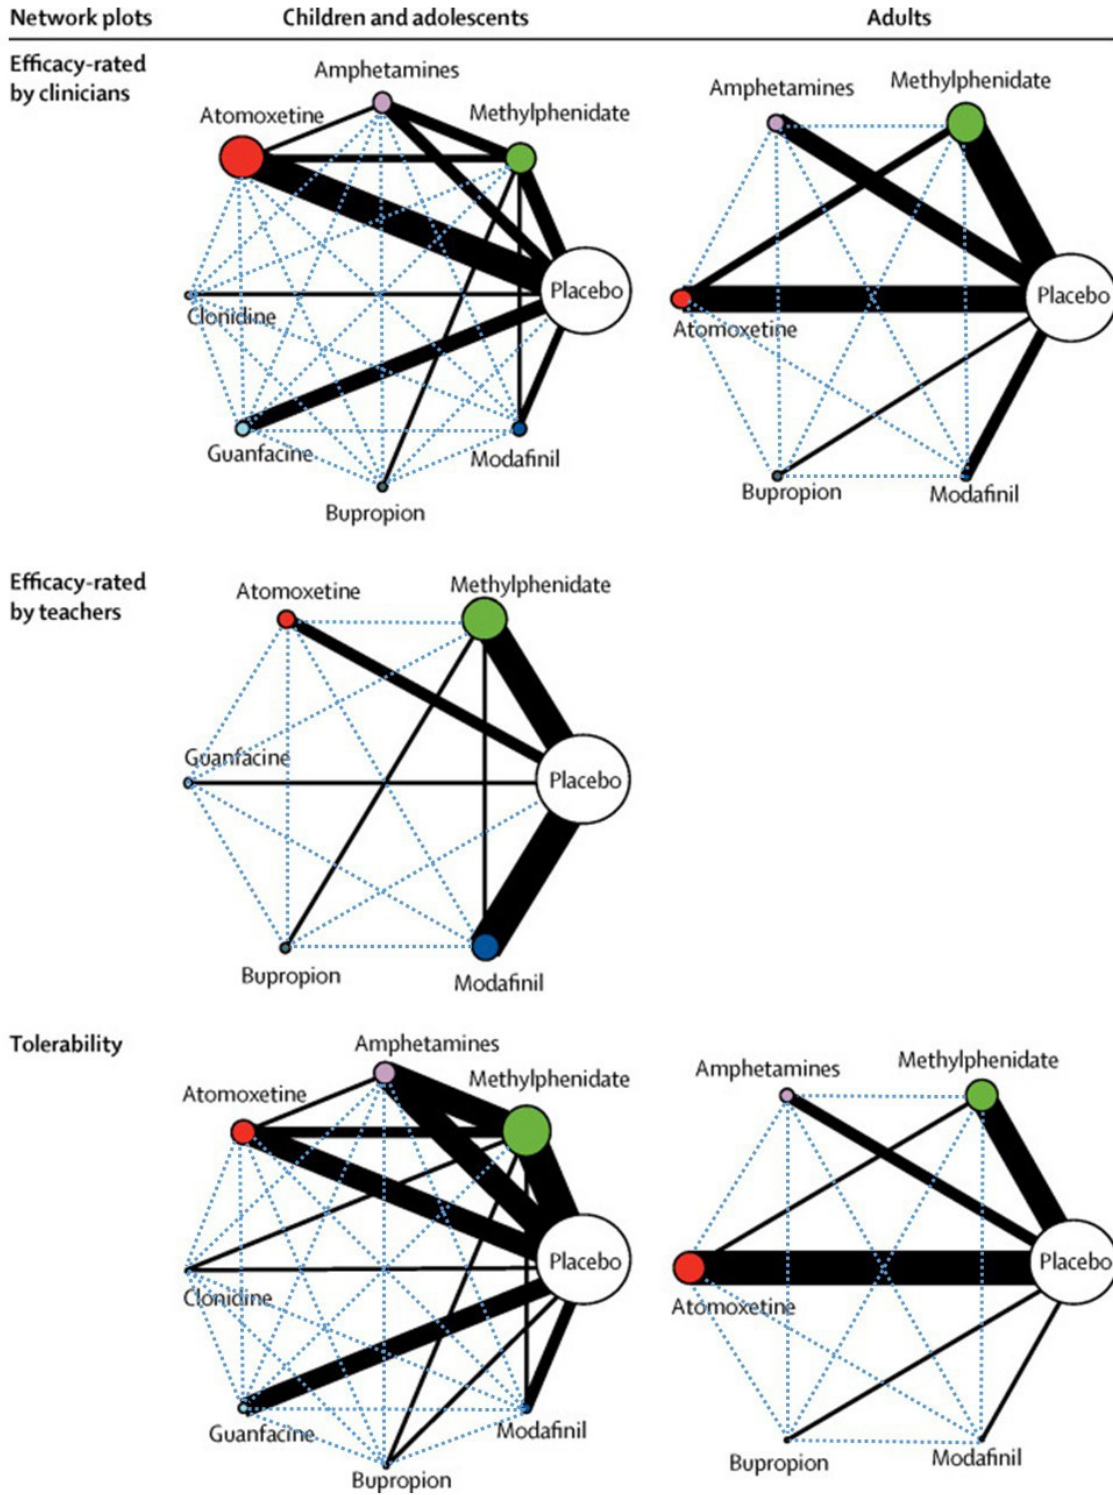 Network plots
Children and adolescents
Adults
Efficacy-rated
by clinicians
Amphetamines
Atomoxetine
Methylphenidate
Placebo
Clonidine
Guanfacine
Modafinil
Bupropion
Amphetamines
Methylphenidate
Placebo
Atomoxetine
Bupropion
Modafinil
Efficacy-rated
by teachers
Atomoxetine
Methylphenidate
Guanfacine
Placebo
Bupropion
Modafinil
Tolerability
Amphetamines
Atomoxetine
Methylphenidate
Placebo
Clonidine
Guanfacine
Modafinil
Bupropion
Amphetamines
Methylphenidate
Placebo
Atomoxetine
Bupropion
Modafinil